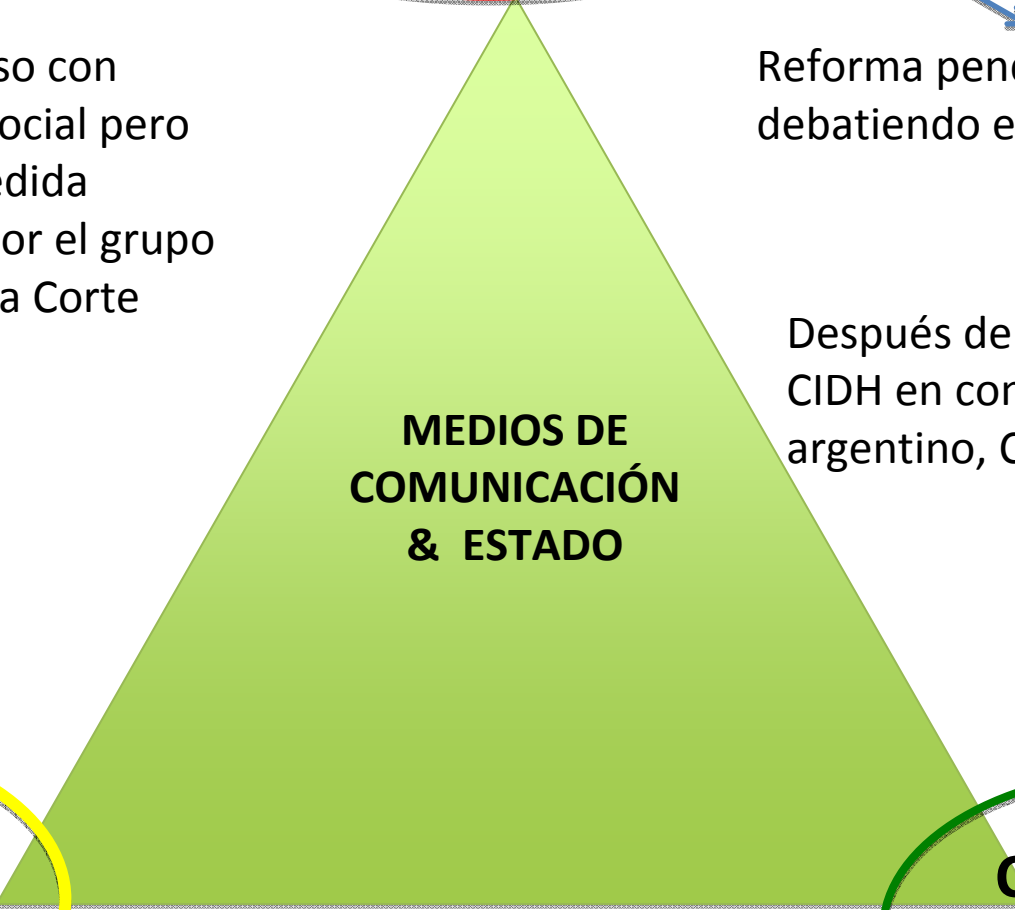 so con
ocial pero
edida
or el grupo
a Corte
Reforma pen
debatiendo e
Después de
CIDH en con
argentino, C
MEDIOS DE
COMUNICACIÓN
& ESTADO